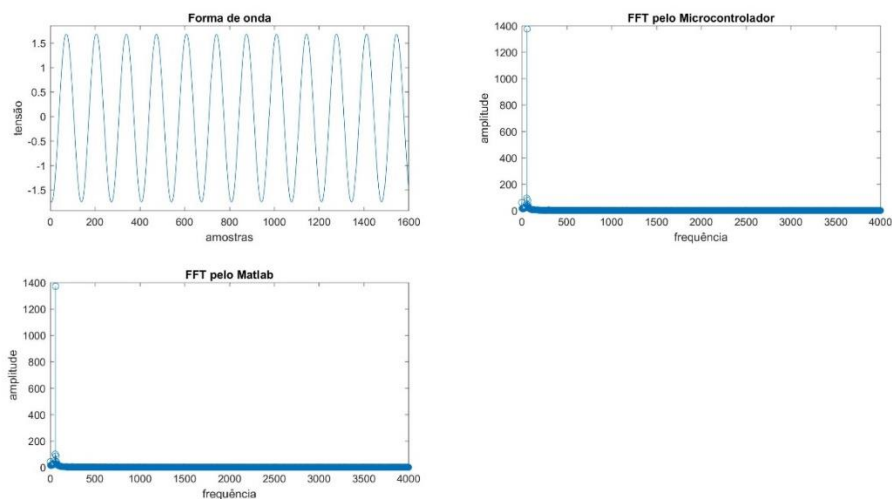 Forma de onda
tensão
1.5
1
0.5
0
-0.5
-1
-1.5
0 200 400 600 800 1000 1200 1400 1600
amostras
FFT pelo Microcontrolador
amplitude
1400
1200
1000
800
600
400
200
0
0 500 1000 1500 2000 2500 3000 3500 4000
frequência
FFT pelo Matlab
amplitude
1400
1200
1000
800
600
400
200
0
0 500 1000 1500 2000 2500 3000 3500 4000
frequência